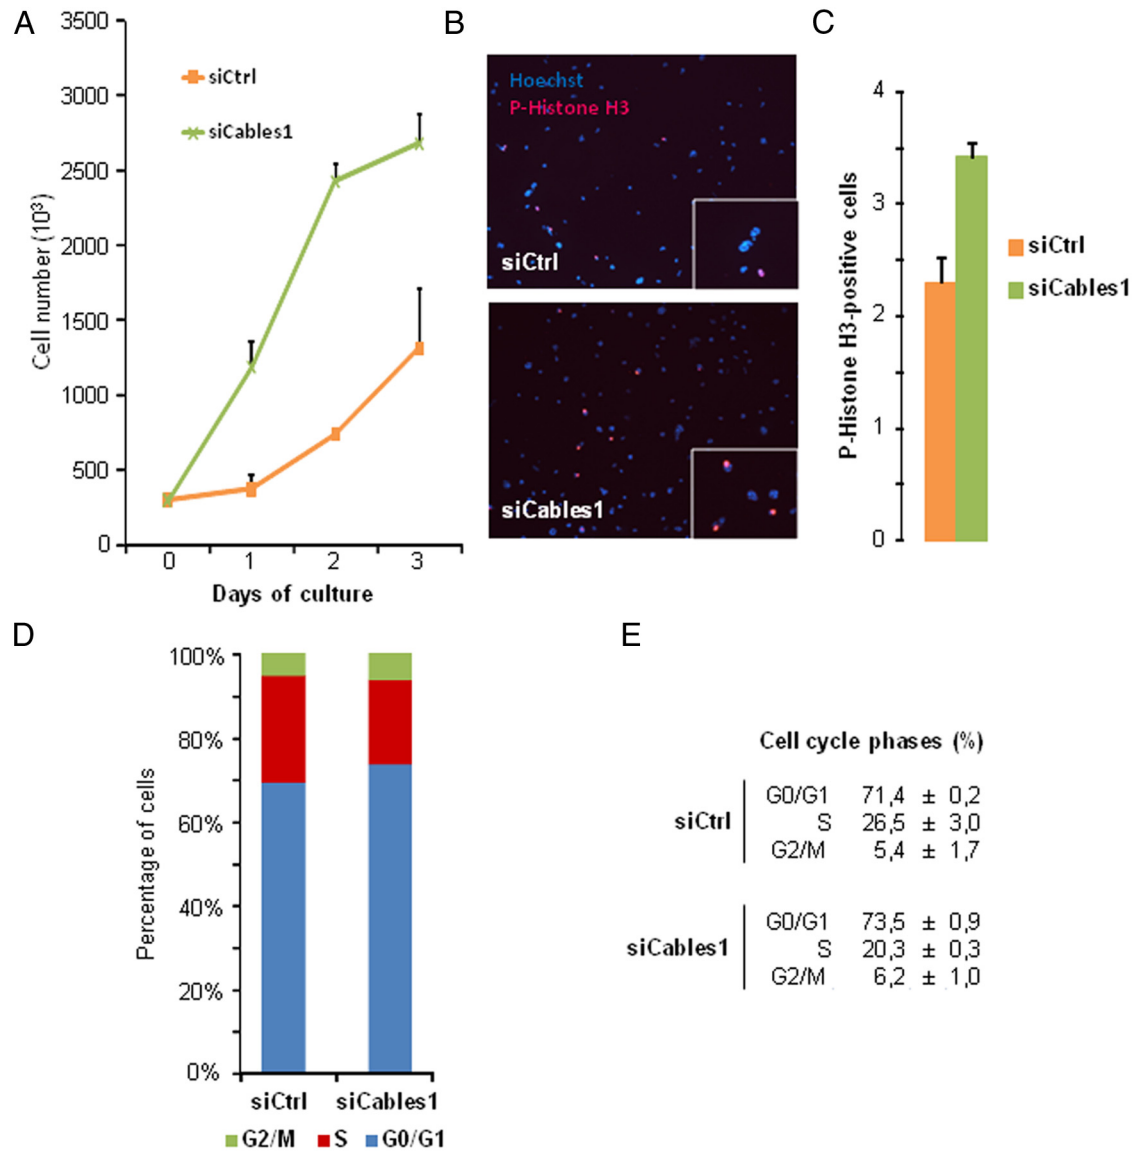 A
3500
3000
2500
2000
1500
1000
500
0
Cell number (10³)
siCtrl
siCables1
0 1 2 3
Days of culture
B
Hoechst
P-Histone H3
siCtrl
siCables1
C
4
3
2
1
0
P-Histone H3-positive cells
siCtrl
siCables1
D
100%
80%
60%
40%
20%
0%
Percentage of cells
siCtrl siCables1
G2/M S G0/G1
E
Cell cycle phases (%)
siCtrl
G0/G1 71,4 ± 0,2
S 26,5 ± 3,0
G2/M 5,4 ± 1,7
siCables1
G0/G1 73,5 ± 0,9
S 20,3 ± 0,3
G2/M 6,2 ± 1,0